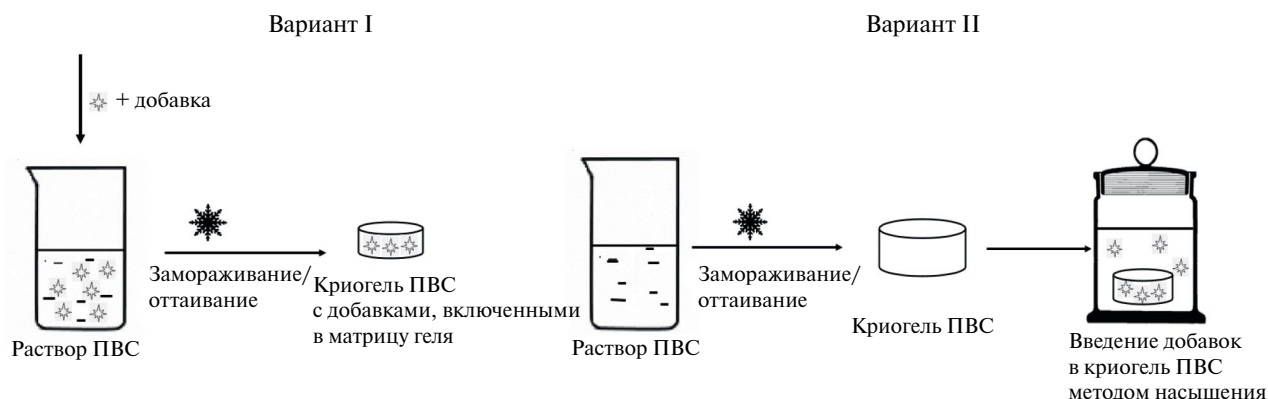 Вариант I
+ добавка
Замораживание/
оттаивание
Раствор ПВС
Криогель ПВС
с добавками, включенными
в матрицу геля
Вариант II
Замораживание/
оттаивание
Раствор ПВС
Криогель ПВС
Введение добавок
в криогель ПВС
методом насышения